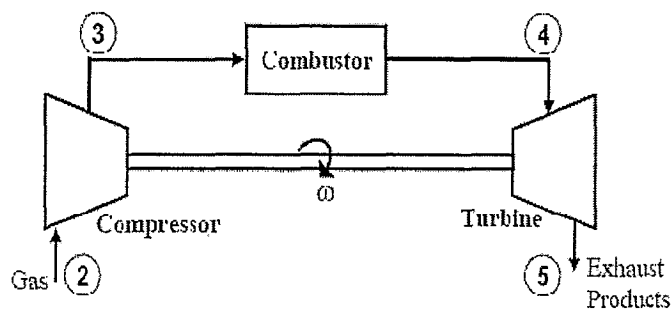 3
4
Combustor
ω
Compressor
Turbine
Gas
2
5
Exhaust
Products